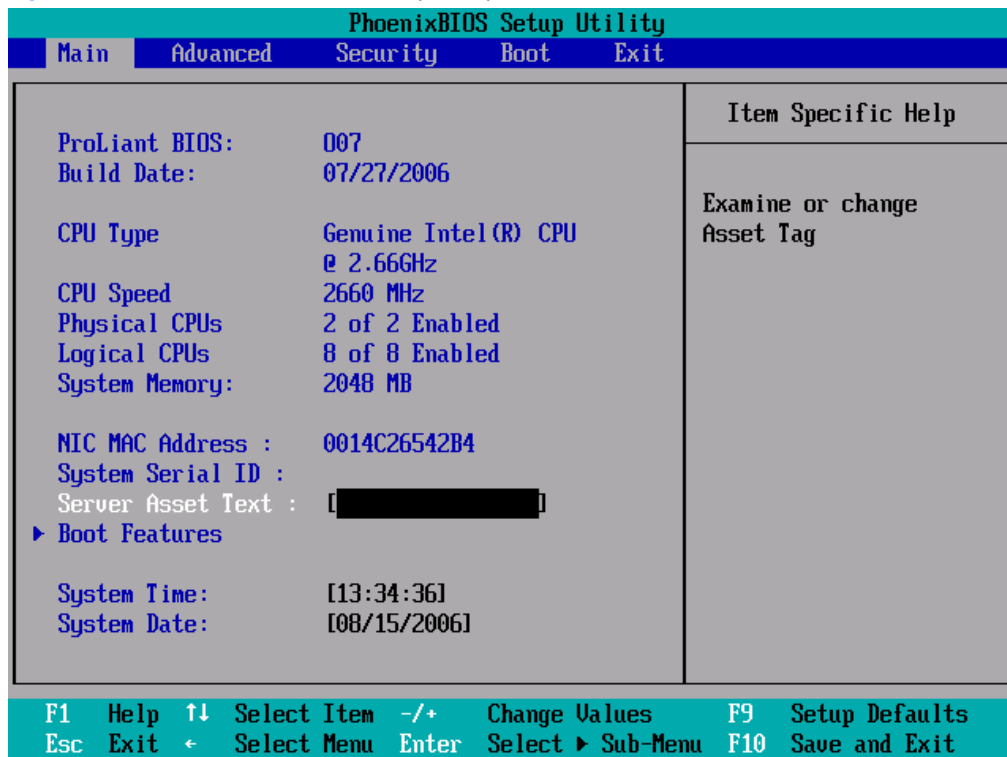 PhoenixBIOS Setup Utility
Main Advanced Security Boot Exit
Item Specific Help
ProLiant BIOS: O07
Build Date: 07/27/2006
Examine or change
Asset Tag
CPU Type Genuine Intel(R) CPU
@ 2.66GHz
CPU Speed 2660 MHz
Physical CPUs 2 of 2 Enabled
Logical CPUs 8 of 8 Enabled
System Memory: 2048 MB
NIC MAC Address : 0014C26542B4
System Serial ID :
Server Asset Text : [ ]
▶ Boot Features
System Time: [13:34:36]
System Date: [08/15/2006]
F1 Help ↑↓ Select Item -/+ Change Values F9 Setup Defaults
Esc Exit ← Select Menu Enter Select ▶ Sub-Menu F10 Save and Exit